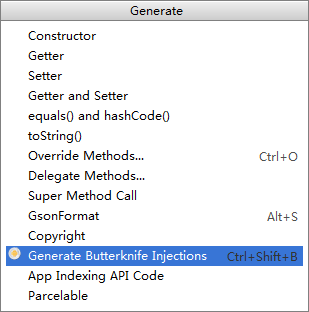 Generate
Constructor
Getter
Setter
Getter and Setter
equals() and hashCode()
toString()
Override Methods... Ctrl+O
Delegate Methods...
Super Method Call
GsonFormat Alt+S
Copyright
Generate Butterknife Injections Ctrl+Shift+B
App Indexing API Code
Parcelable